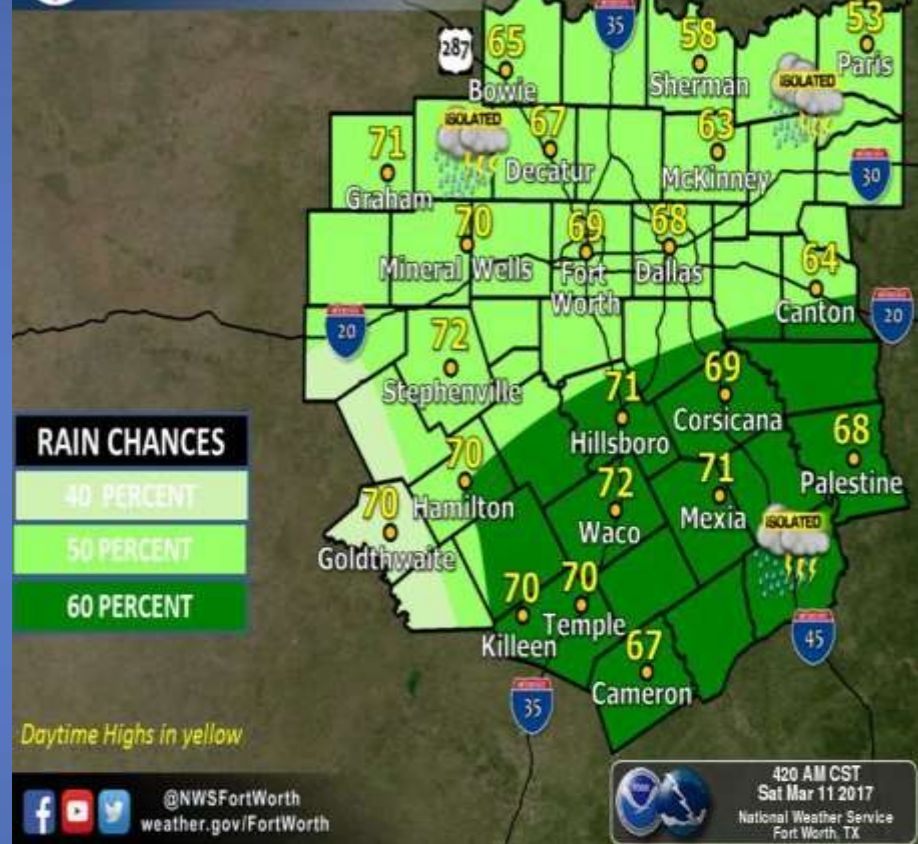 35
53
287
65
58
Paris
Bowie
Sherman
ISOLATED
ISOLATED
67
63
71
Decatur
McKinney
30
Graham
70
69
68
Mineral Wells
Fort
Worth
Dallas
64
Canton
20
20
72
Stephenville
71
69
Corsicana
RAIN CHANCES
Hillsboro
68
40 PERCENT
70
72
71
Palestine
Hamilton
Waco
Mexia
ISOLATED
50 PERCENT
70
Goldthwaite
60 PERCENT
70
70
Temple
Killeen
67
45
Cameron
35
Daytime Highs in yellow
@NWSFortWorth
weather.gov/FortWorth
NOAA
420 AM CST
Sat Mar 11 2017
National Weather Service
Fort Worth, TX